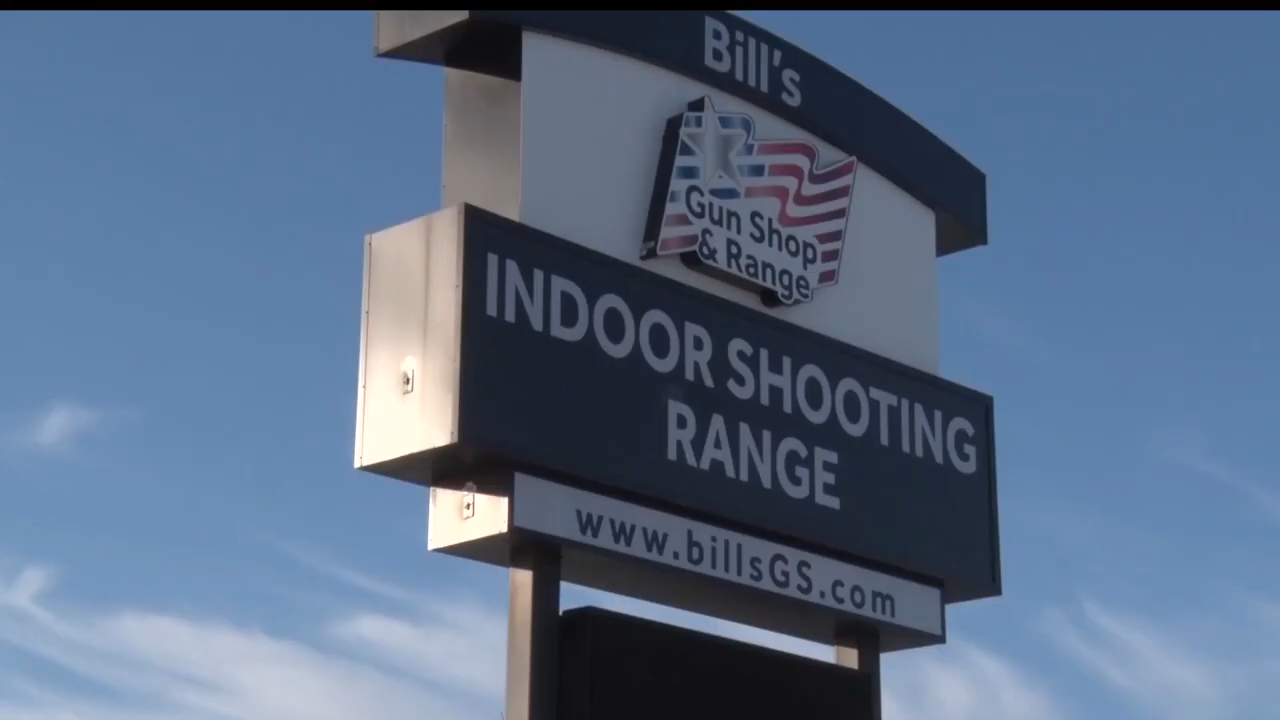 Bill's
Gun Shop
& Range
INDOOR SHOOTING
RANGE
www.billsGS.com